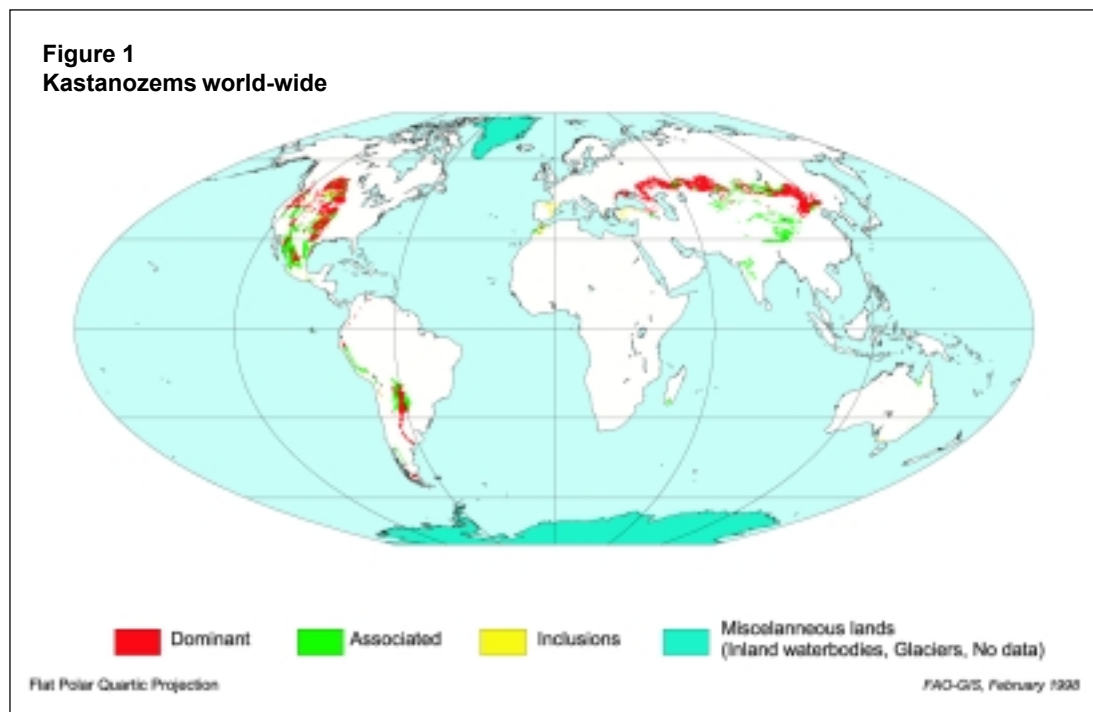 Figure 1
Kastanozems world-wide
Dominant
Associated
Inclusions
Miscelanneous lands
(Inland waterbodies, Glaciers, No data)
Flat Polar Quartic Projection
FAO-GIS, February 1998